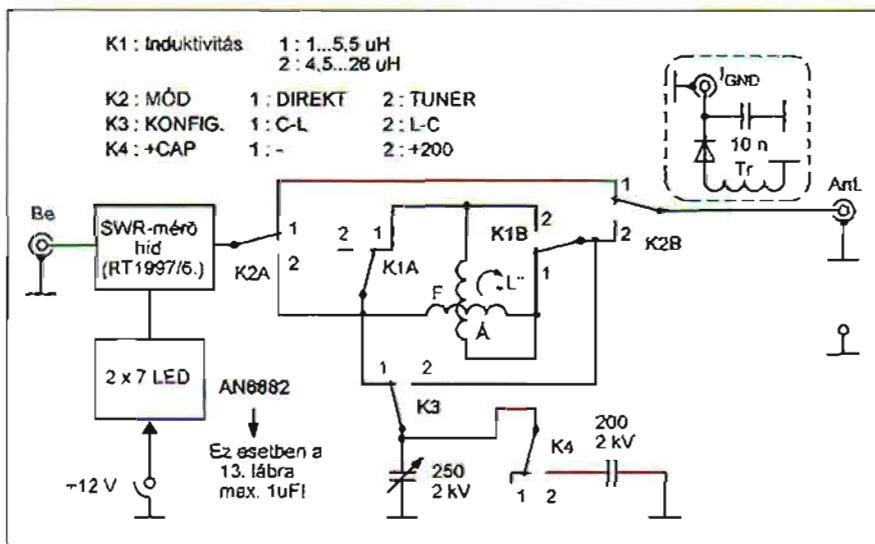 K1 : Induktivitás 1 : 1...5,5 uH
2 : 4,5...26 uH
K2 : MÓD 1 : DIREKT 2 : TUNER
K3 : KONFIG. 1 : C-L 2 : L-C
K4 : +CAP 1 : - 2 : +200
GND
10 n
Tr
Ant.
Be
SWR-mérő
híd
(RT1997/6.)
1
2
K2A
2
1
K1A
K1B
2
1
1
2
K2B
F
"L"
Á
2 x 7 LED
AN6882
Ez esetben a
13. lábra
max. 1uF!
+12 V
1
2
K3
250
2 kV
K4
1
2
200
2 kV